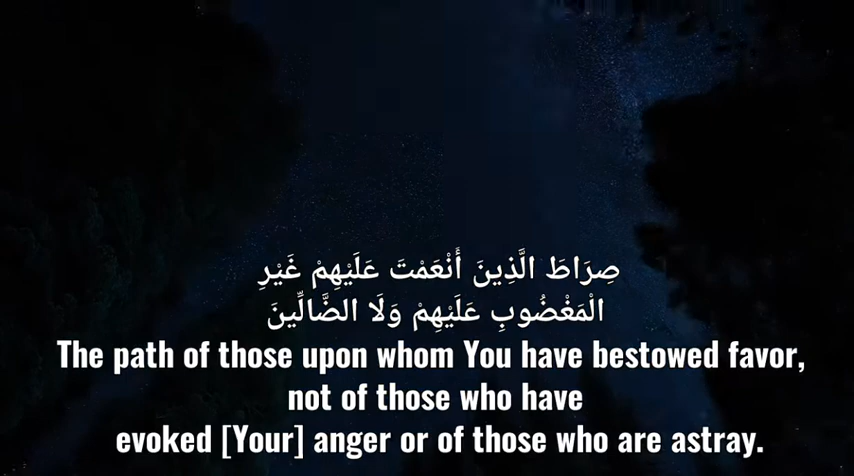 صِرَاطَ الَّذِينَ أَنْعَمْتَ عَلَيْهِمْ غَيْرِ
الْمَغْضُوبِ عَلَيْهِمْ وَلَا الضَّالِّينَ
The path of those upon whom You have bestowed favor,
not of those who have
evoked [Your] anger or of those who are astray.